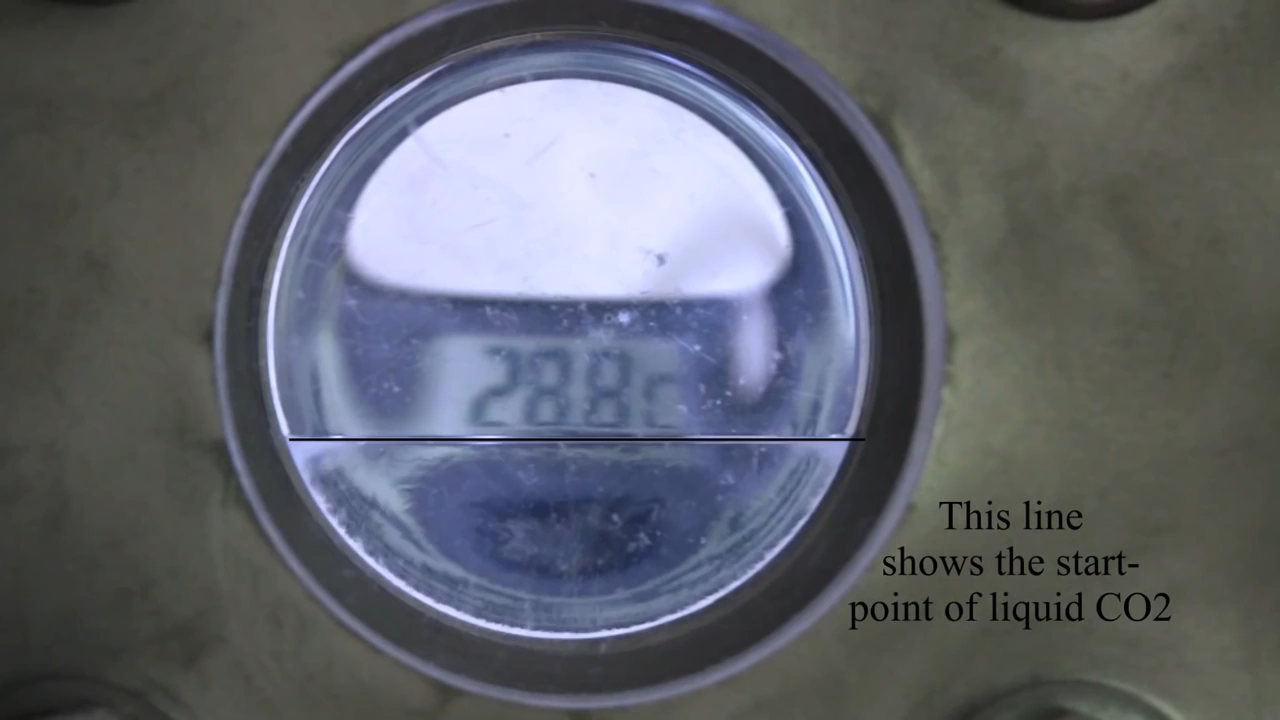 28.8c
This line
shows the start-
point of liquid CO2